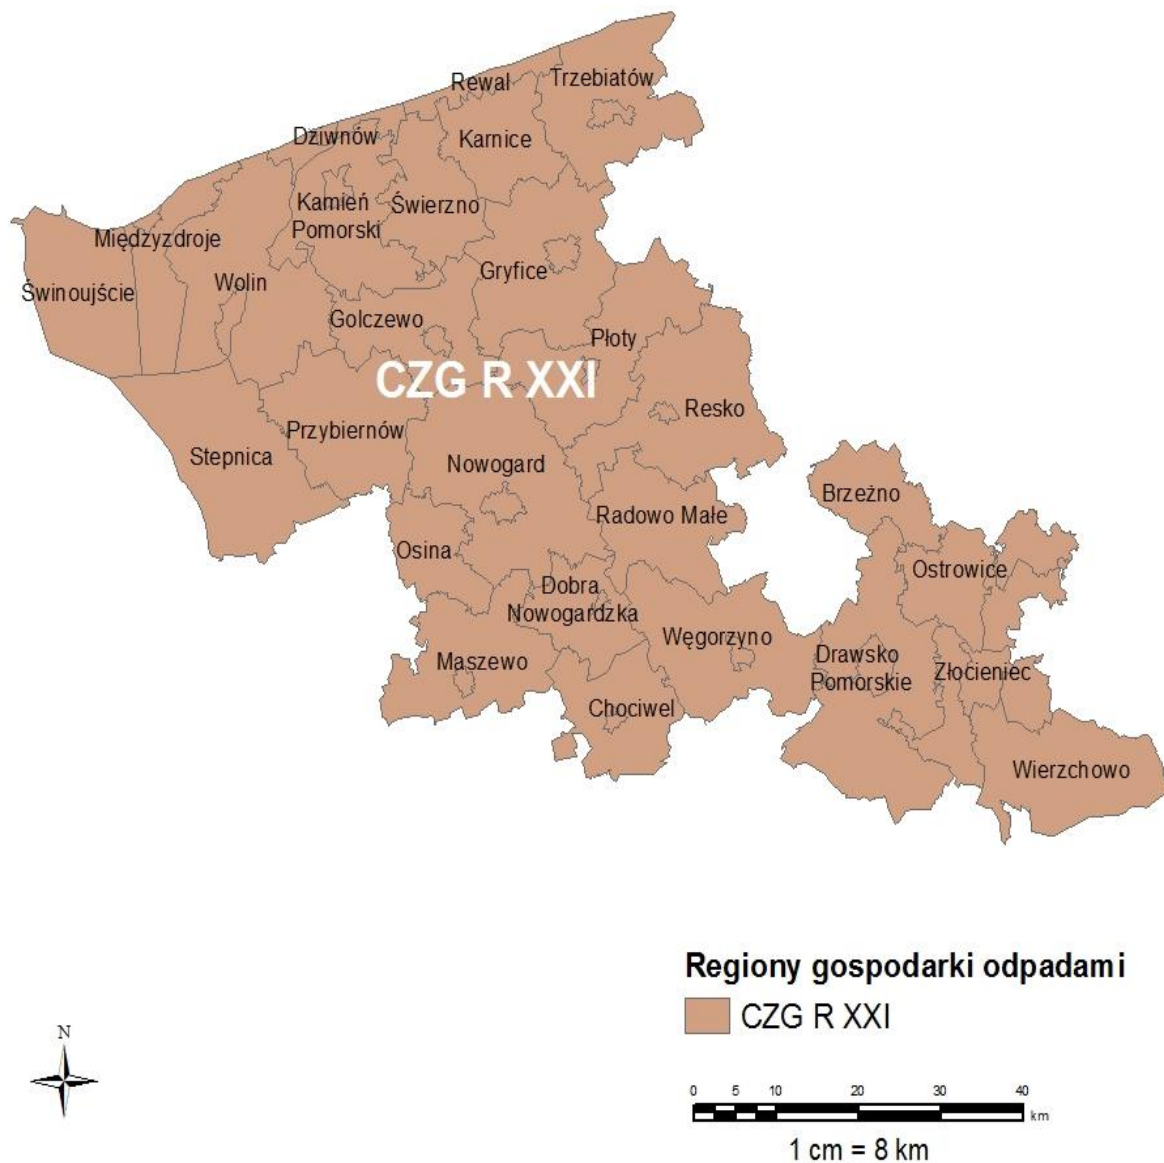 Rewal
Trzebiatów
Dziwnów
Karnice
Kamień
Pomorski
Świerzno
Międzyzdroje
Gryfice
Wolin
Świnoujście
Golczewo
Płoty
CZG R XXI
Resko
Przybiernów
Stepnica
Nowogard
Brzeżno
Radowo Małe
Osina
Ostrowice
Dobra
Nowogardzka
Węgorzyno
Maszewo
Drawsko
Pomorskie
Złocieniec
Chociwel
Wierzchowo
Regiony gospodarki odpadami
CZG R XXI
N
0 5 10 20 30 40
km
1 cm = 8 km